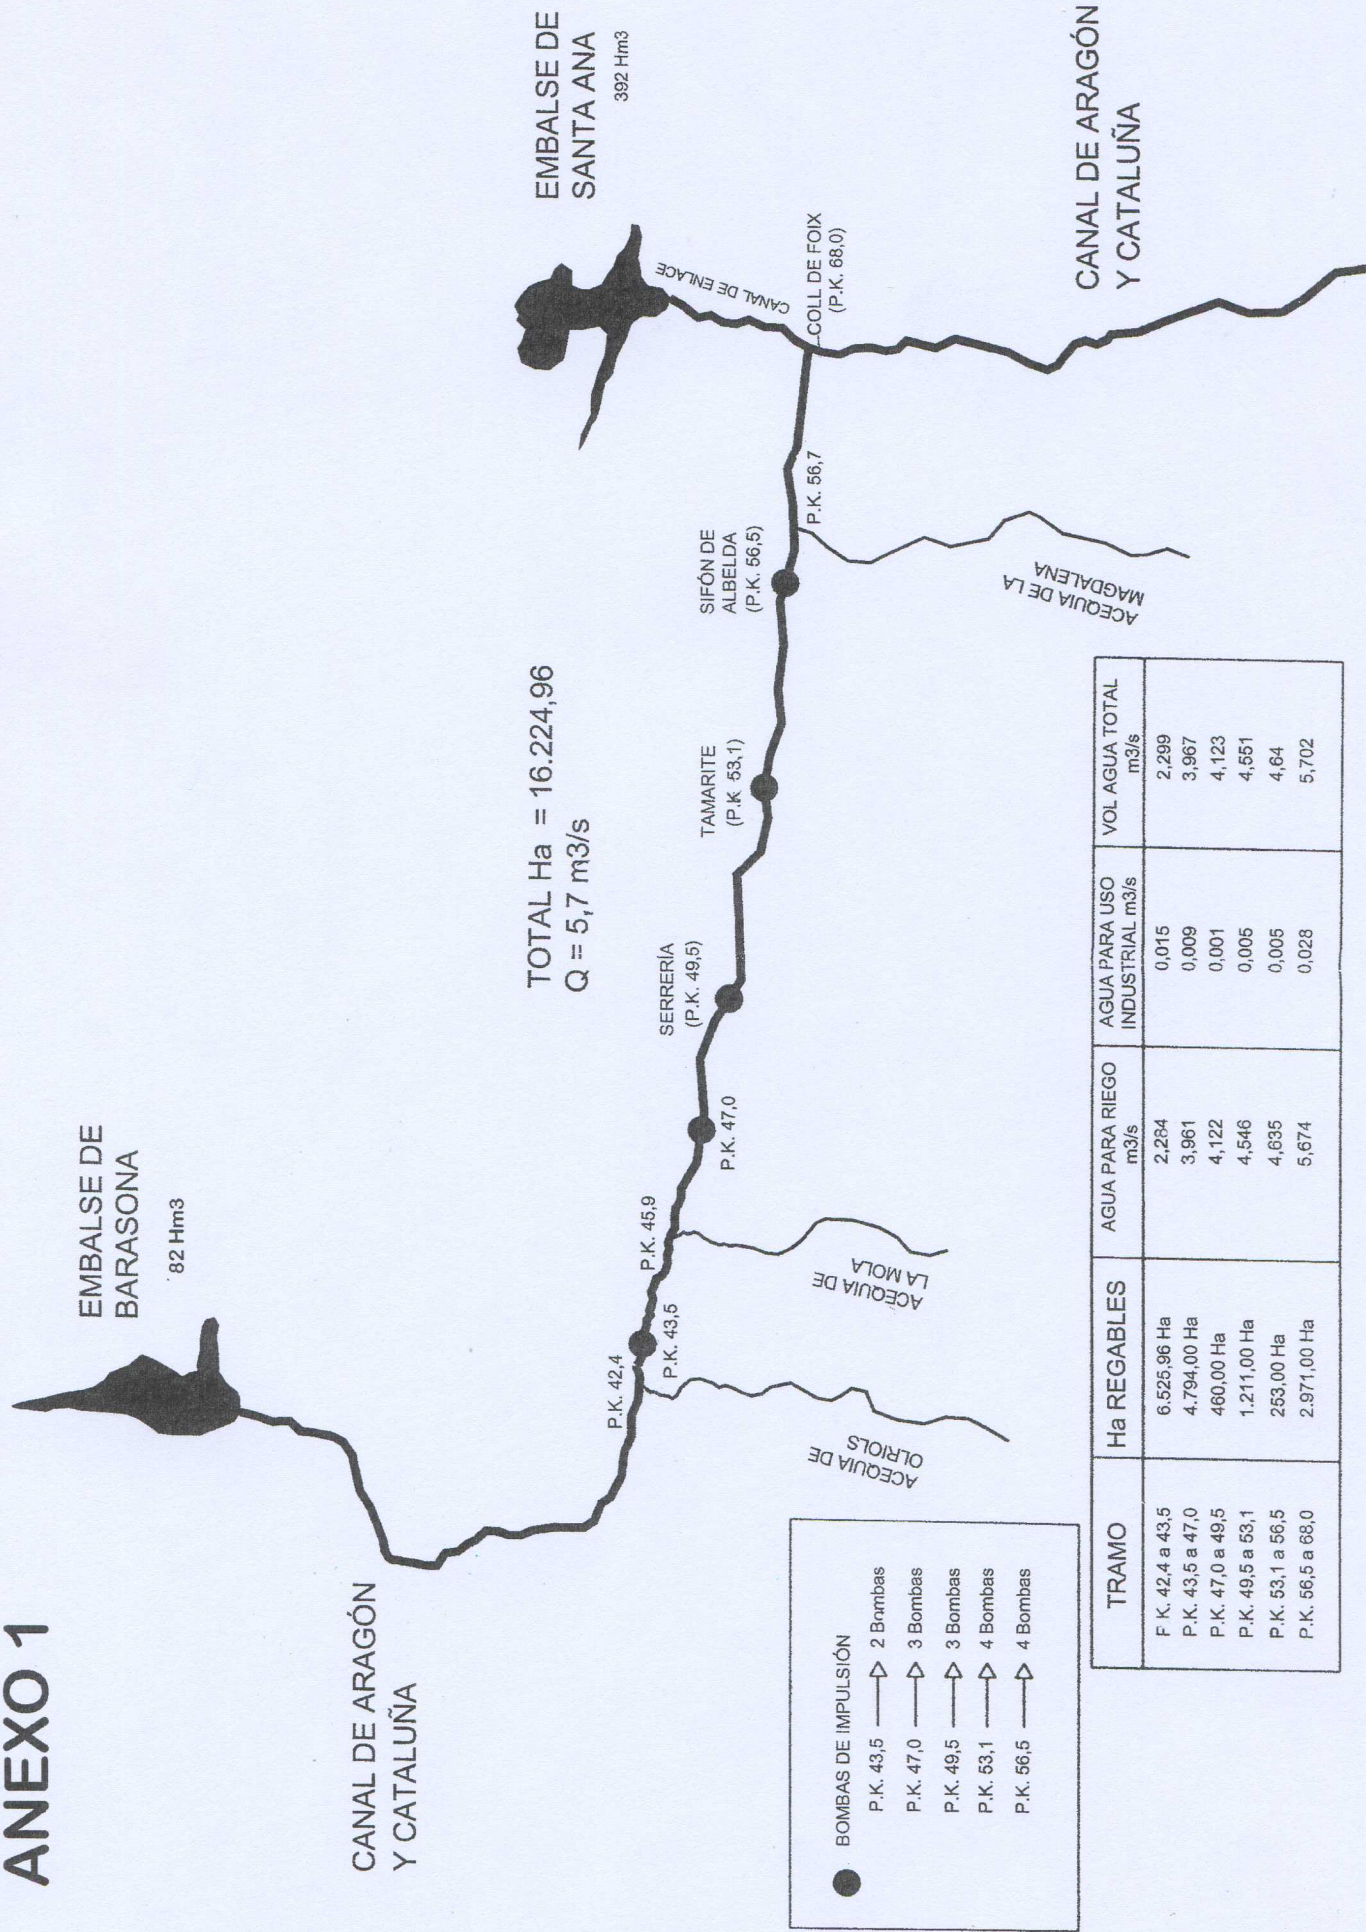 ANEXO 1
EMBALSE DE
BARASONA
82 Hm3
EMBALSE DE
SANTA ANA
392 Hm3
CANAL DE ARAGÓN
Y CATALUÑA
TOTAL Ha = 16.224,96
Q = 5,7 m3/s
CANAL DE ENLACE
COLL DE FOIX
(P.K. 68,0)
CANAL DE ARAGÓN
Y CATALUÑA
P.K. 42,4
P.K. 43,5
P.K. 45,9
P.K. 47,0
SERRERÍA
(P.K. 49,5)
TAMARITE
(P.K 53,1)
SIFÓN DE
ALBELDA
(P.K. 56,5)
P.K. 56,7
ACEQUIA DE
OLRIOLS
ACEQUIA DE
LA MOLA
ACEQUIA DE LA
MAGDALENA
BOMBAS DE IMPULSIÓN
P.K. 43,5 2 Bombas
P.K. 47,0 3 Bombas
P.K. 49,5 3 Bombas
P.K. 53,1 4 Bombas
P.K. 56,5 4 Bombas
TRAMO Ha REGABLES AGUA PARA RIEGO m3/s AGUA PARA USO INDUSTRIAL m3/s VOL AGUA TOTAL m3/s
F K. 42,4 a 43,5 6.525,96 Ha 2,284 0,015 2,299
P.K. 43,5 a 47,0 4.794,00 Ha 3,961 0,009 3,967
P.K. 47,0 a 49,5 460,00 Ha 4,122 0,001 4,123
P.K. 49,5 a 53,1 1.211,00 Ha 4,546 0,005 4,551
P.K. 53,1 a 56,5 253,00 Ha 4,635 0,005 4,64
P.K. 56,5 a 68,0 2.971,00 Ha 5,674 0,028 5,702